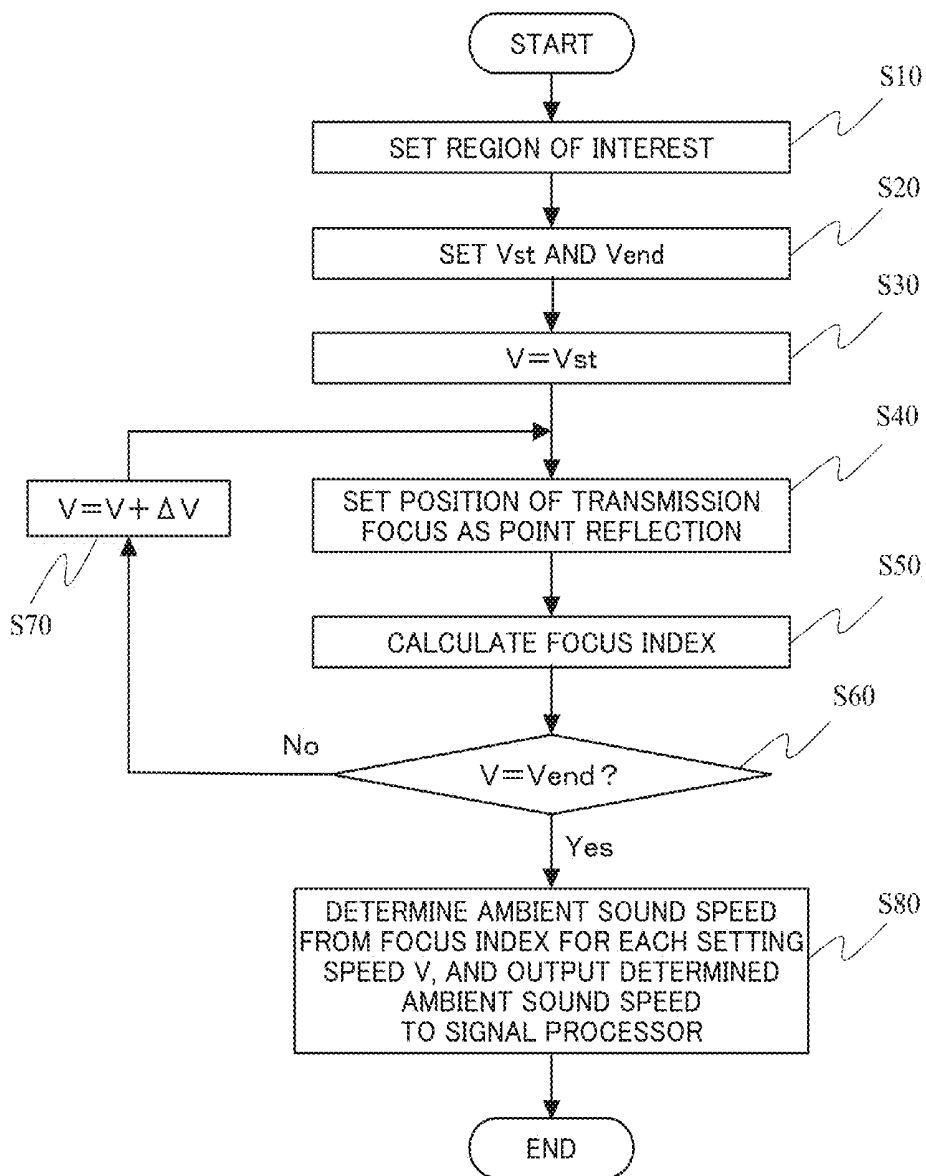 START
S10
SET REGION OF INTEREST
S20
SET Vst AND Vend
S30
V=Vst
S40
SET POSITION OF TRANSMISSION
FOCUS AS POINT REFLECTION
V=V+ΔV
S70
S50
CALCULATE FOCUS INDEX
S60
No
V=Vend?
Yes
S80
DETERMINE AMBIENT SOUND SPEED
FROM FOCUS INDEX FOR EACH SETTING
SPEED V, AND OUTPUT DETERMINED
AMBIENT SOUND SPEED
TO SIGNAL PROCESSOR
END